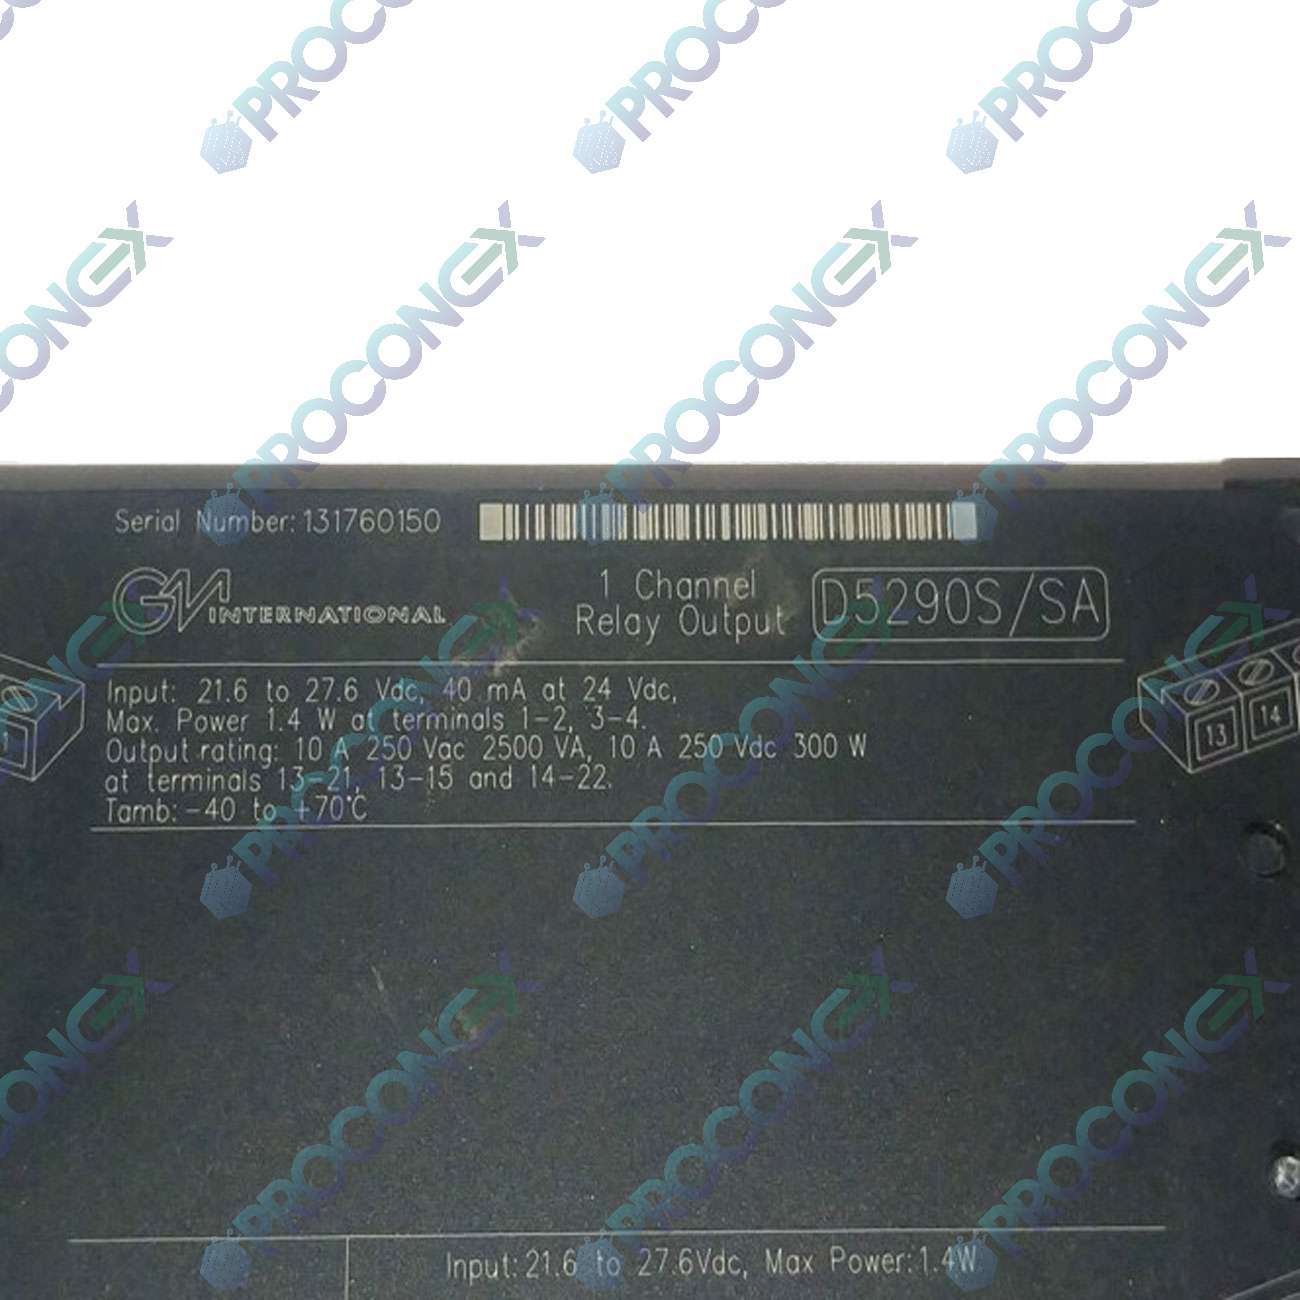 Serial Number: 131760150
GM INTERNATIONAL
1 Channel
Relay Output
D5290S/SA
Input: 21.6 to 27.6 Vdc, 40 mA at 24 Vdc,
Max. Power 1.4 W at terminals 1-2, 3-4.
Output rating: 10 A 250 Vac 2500 VA, 10 A 250 Vdc 300 W
at terminals 13-21, 13-15 and 14-22.
Tamb: -40 to +70°C
1
13 14
Input: 21.6 to 27.6Vdc, Max Power: 1.4W
PROCONEX